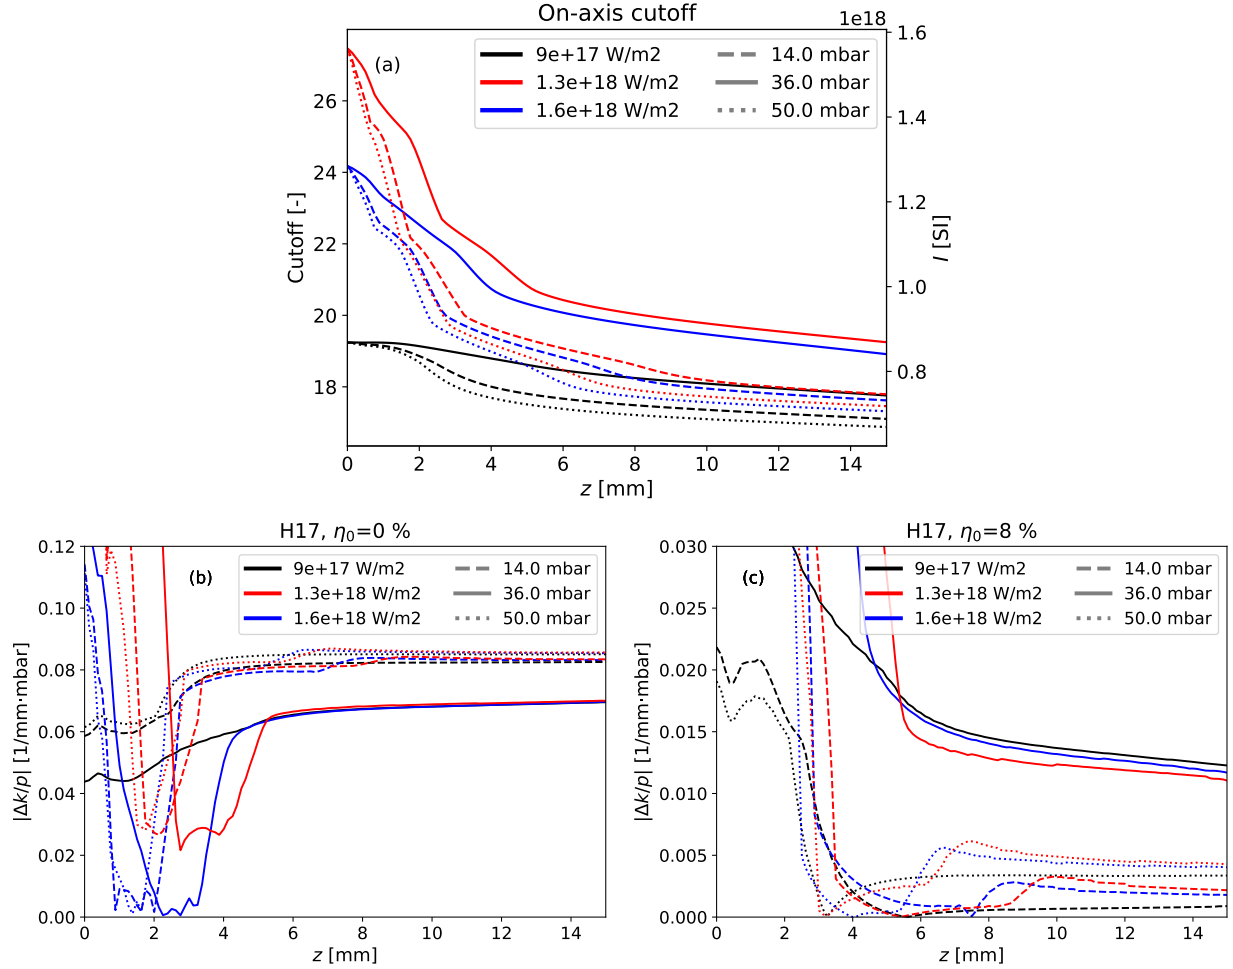 On-axis cutoff
1e18
(a)
9e+17 W/m2
1.3e+18 W/m2
1.6e+18 W/m2
14.0 mbar
36.0 mbar
50.0 mbar
Cutoff [-]
26
24
22
20
18
1.6
1.4
1.2
1.0
0.8
I [SI]
0 2 4 6 8 10 12 14
z [mm]
H17, η₀=0 %
(b)
9e+17 W/m2
1.3e+18 W/m2
1.6e+18 W/m2
14.0 mbar
36.0 mbar
50.0 mbar
|Δk/p| [1/mm·mbar]
0.12
0.10
0.08
0.06
0.04
0.02
0.00
0 2 4 6 8 10 12 14
z [mm]
H17, η₀=8 %
(c)
9e+17 W/m2
1.3e+18 W/m2
1.6e+18 W/m2
14.0 mbar
36.0 mbar
50.0 mbar
|Δk/p| [1/mm·mbar]
0.030
0.025
0.020
0.015
0.010
0.005
0.000
0 2 4 6 8 10 12 14
z [mm]